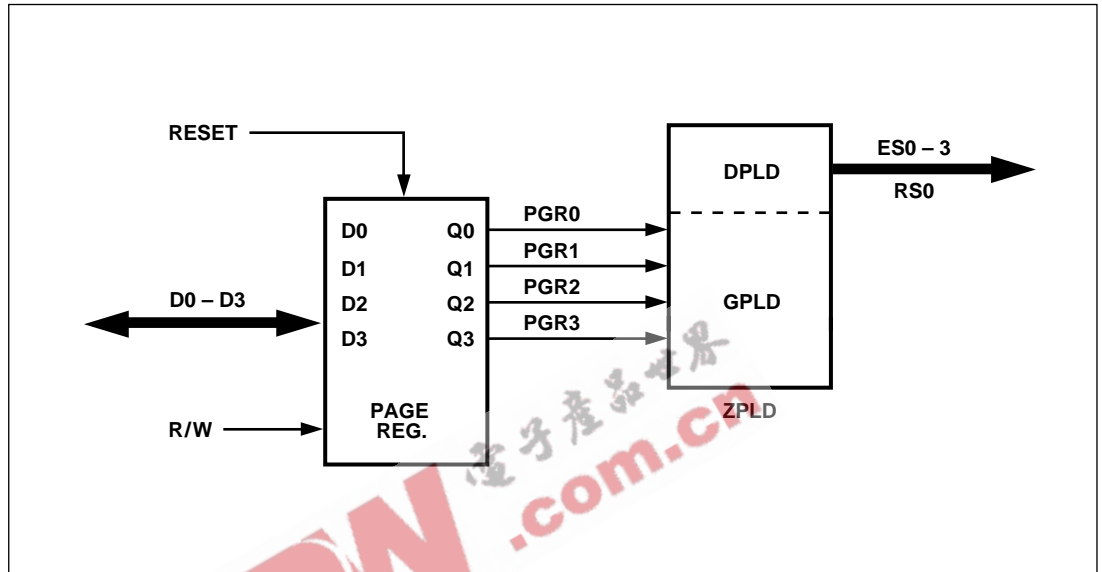 RESET
DPLD
ES0 – 3
RS0
D0 Q0 PGR0
D1 Q1 PGR1
D2 Q2 PGR2
D3 Q3 PGR3
D0 – D3
GPLD
ZPLD
PAGE
REG.
R/W
電子產品世界
.com.cn